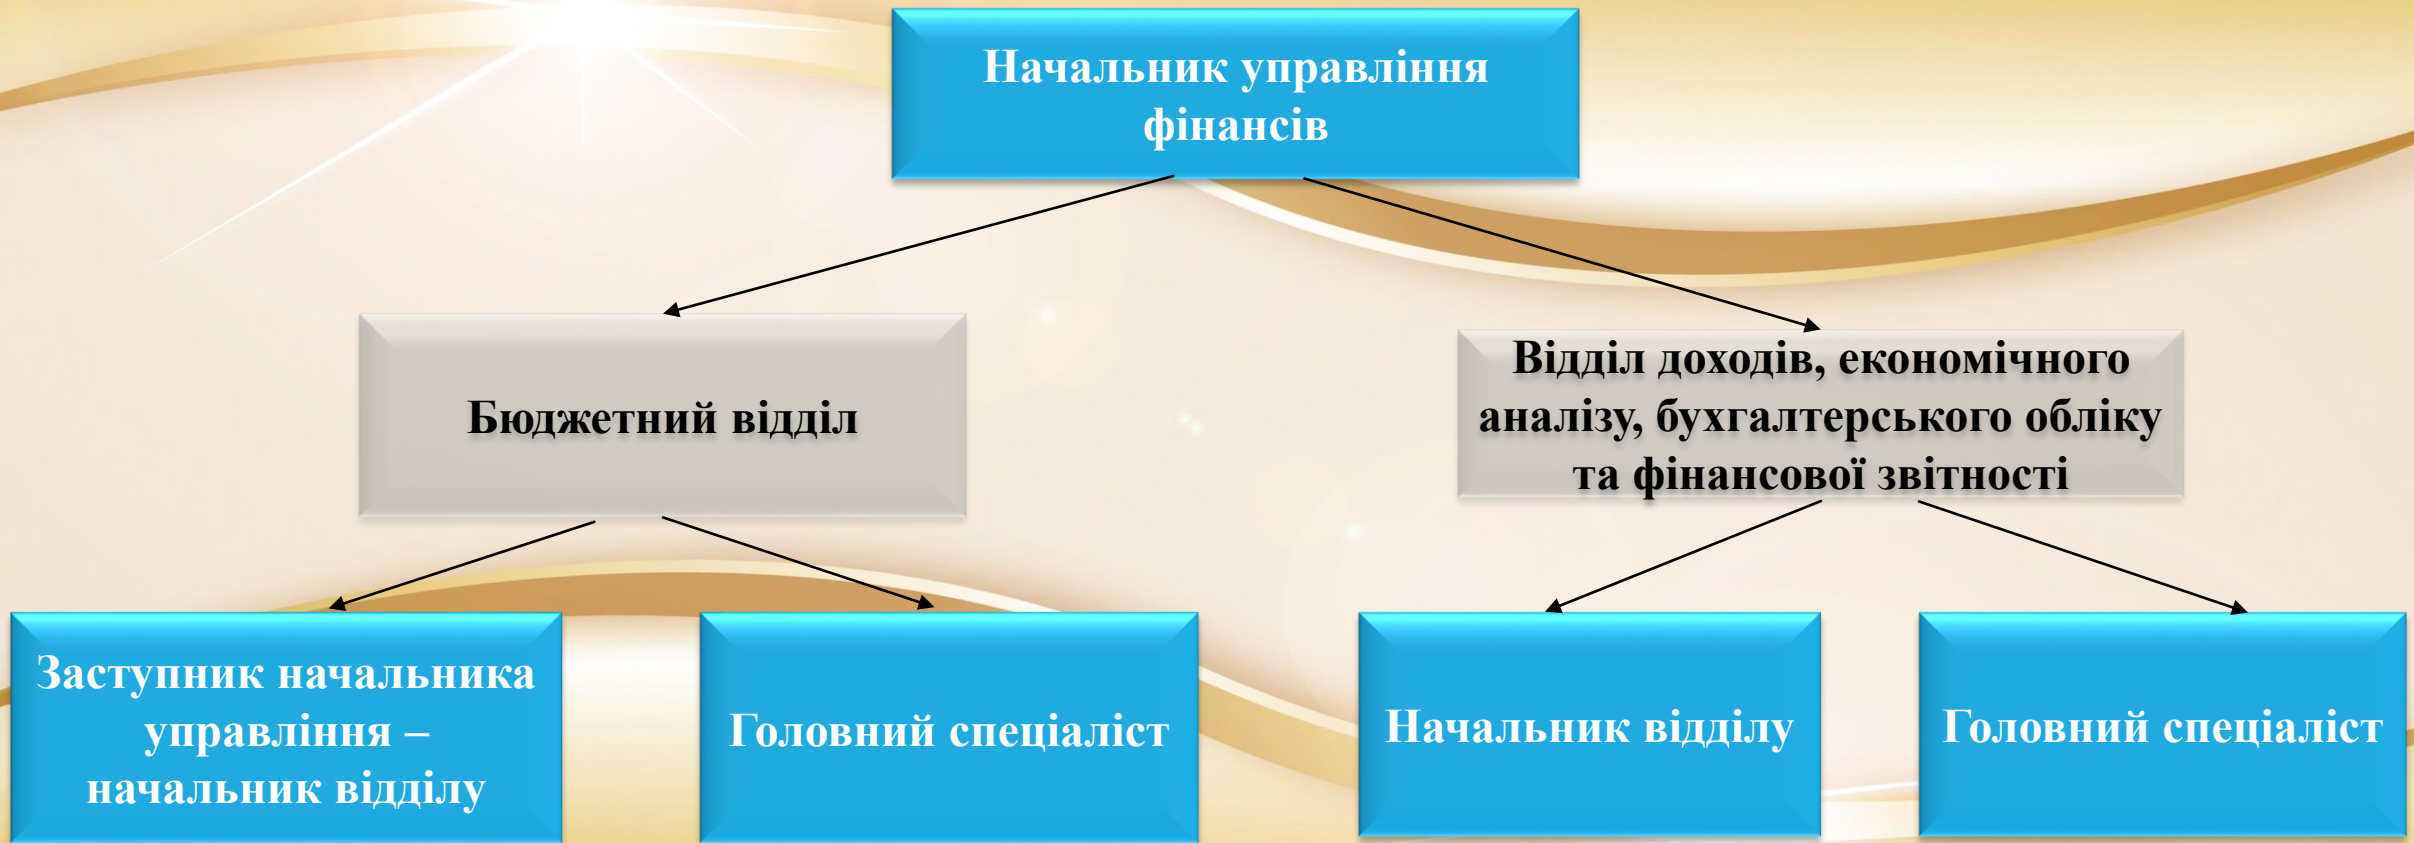 Начальник управління
фінансів
Бюджетний відділ
Відділ доходів, економічного
аналізу, бухгалтерського обліку
та фінансової звітності
Заступник начальника
управління –
начальник відділу
Головний спеціаліст
Начальник відділу
Головний спеціаліст